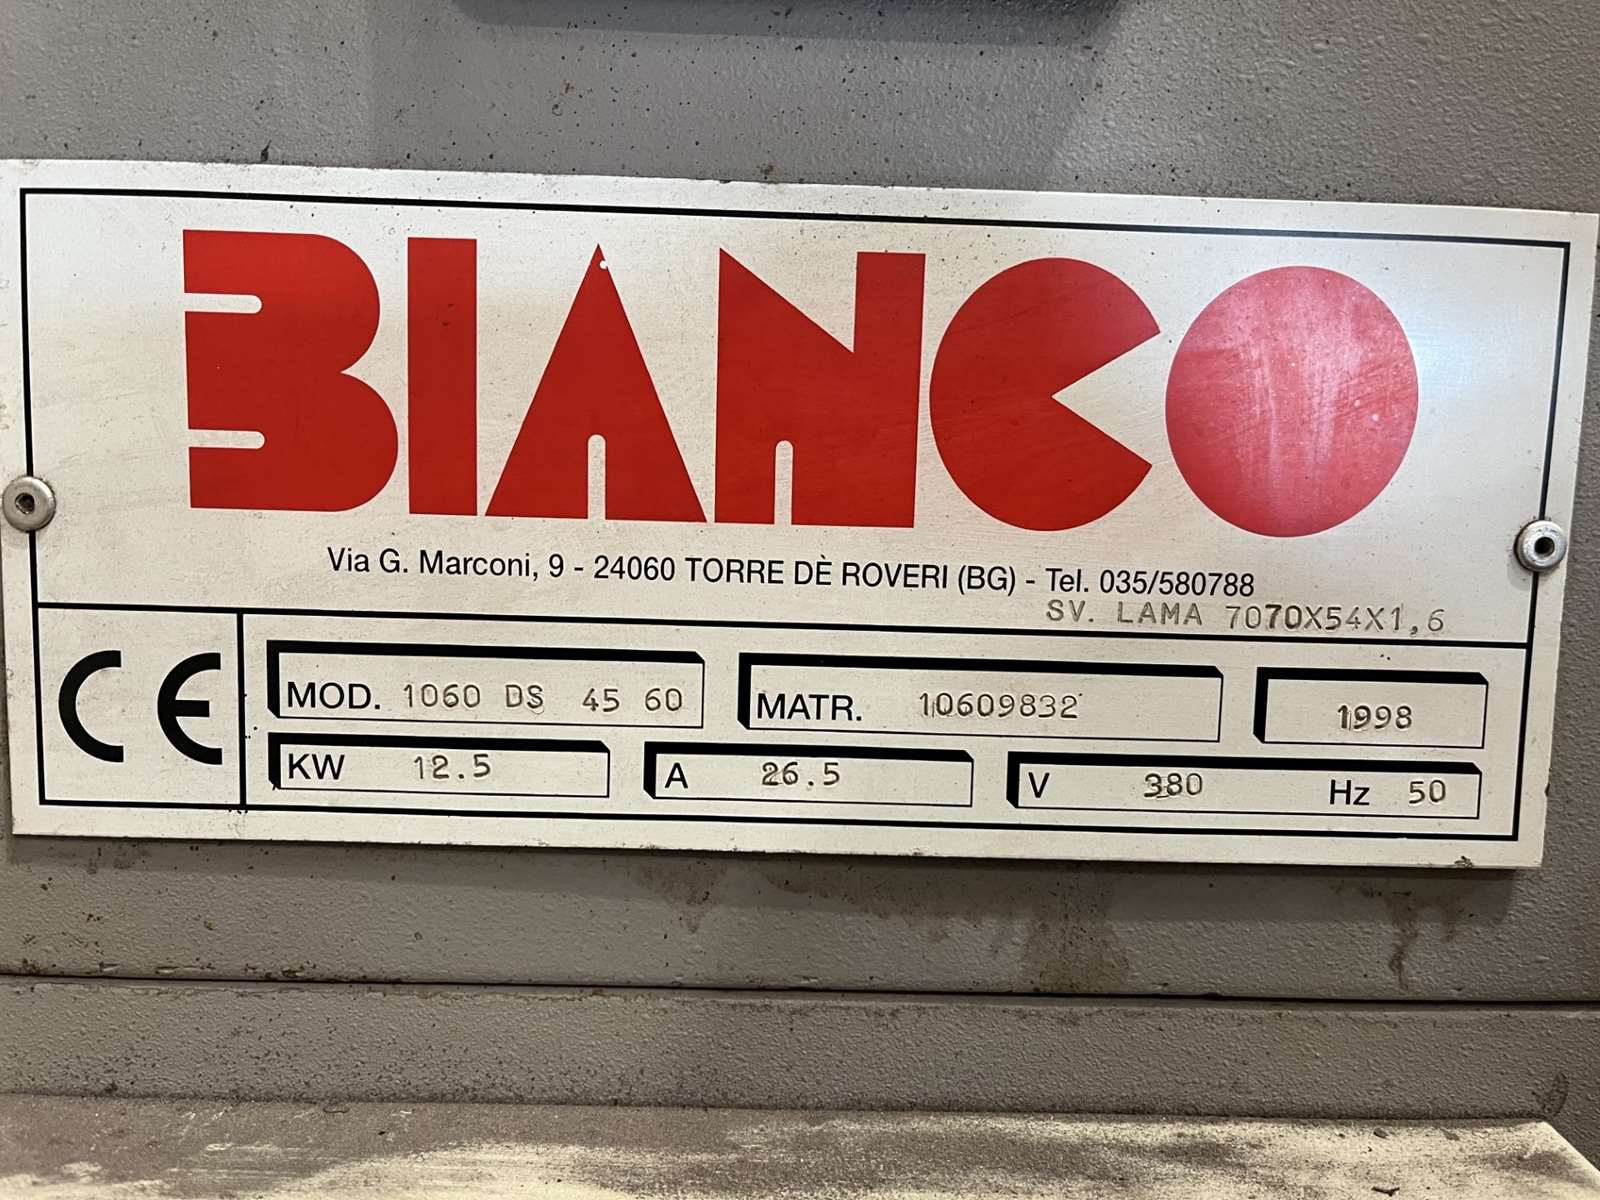 BIANCO
Via G. Marconi, 9 - 24060 TORRE DÈ ROVERI (BG) - Tel. 035/580788
SV. LAMA 7070X54X1,6
CE MOD. 1060 DS 45 60 MATR. 10609832 1998
KW 12.5 A 26.5 V 380 Hz 50